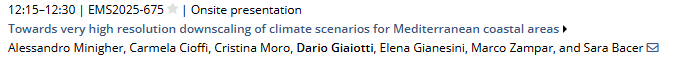 12:15–12:30 | EMS2025-675 | Onsite presentation
Towards very high resolution downscaling of climate scenarios for Mediterranean coastal areas
Alessandro Minigher, Carmela Cioffi, Cristina Moro, Dario Giaiotti, Elena Gianesini, Marco Zampar, and Sara Bacer